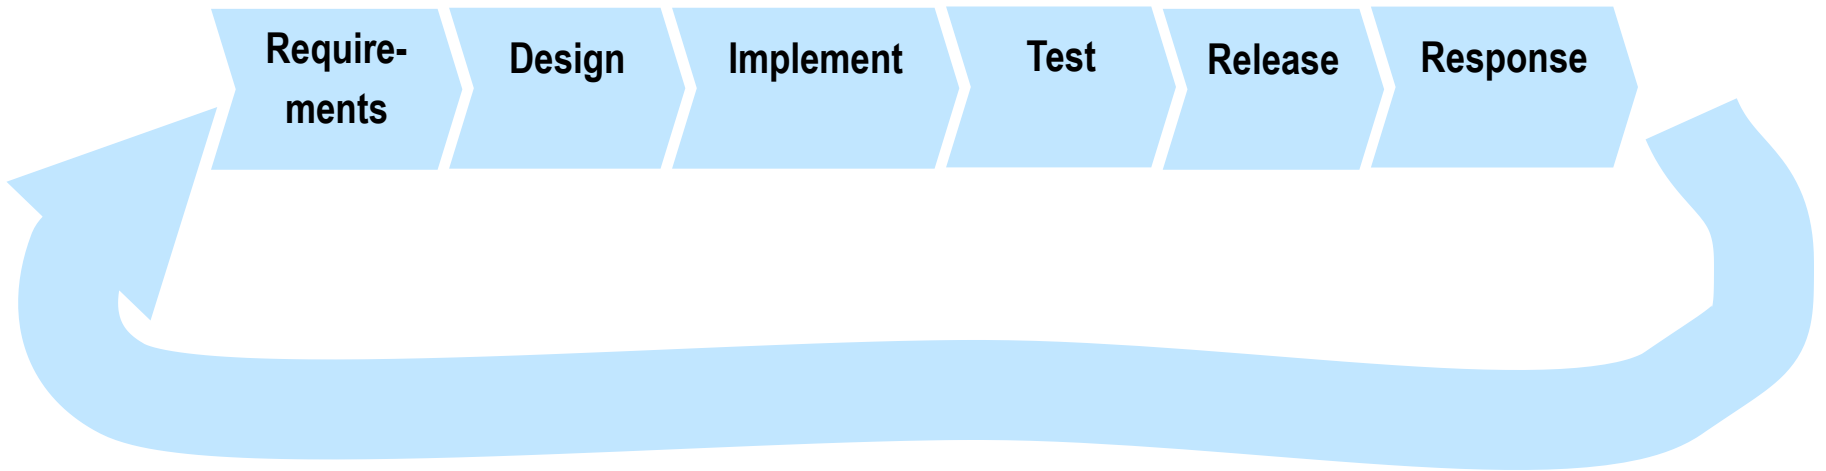 Require-
ments
Design
Implement
Test
Release
Response